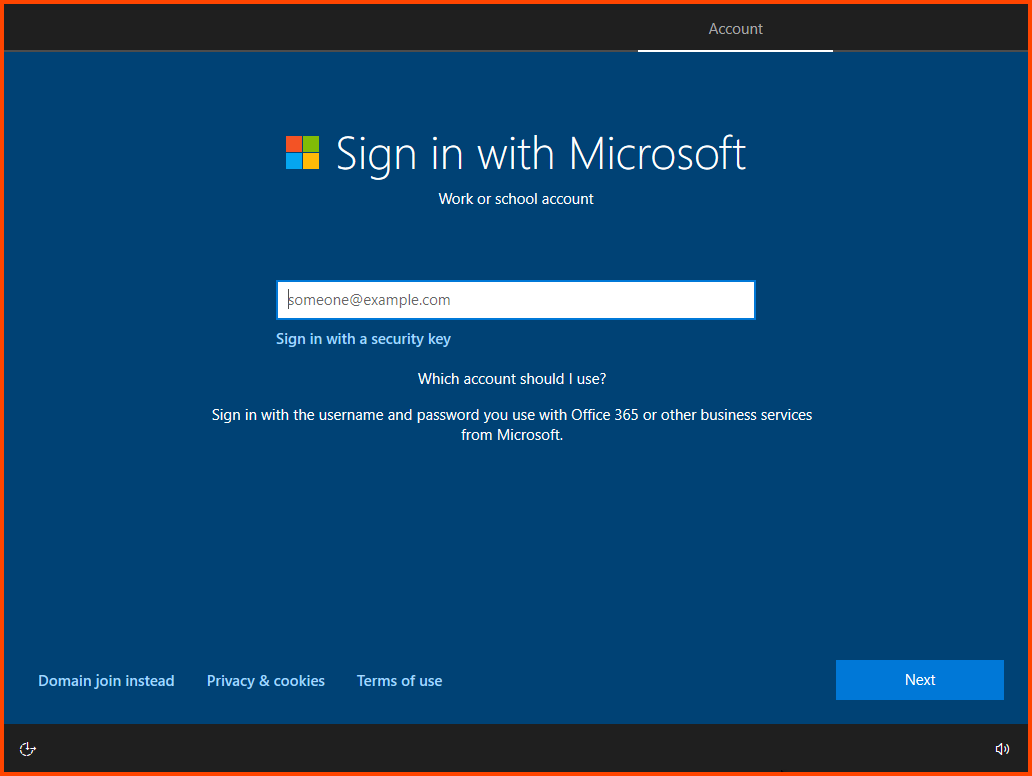 Account
Sign in with Microsoft
Work or school account
someone@example.com
Sign in with a security key
Which account should I use?
Sign in with the username and password you use with Office 365 or other business services
from Microsoft.
Domain join instead
Privacy & cookies
Terms of use
Next